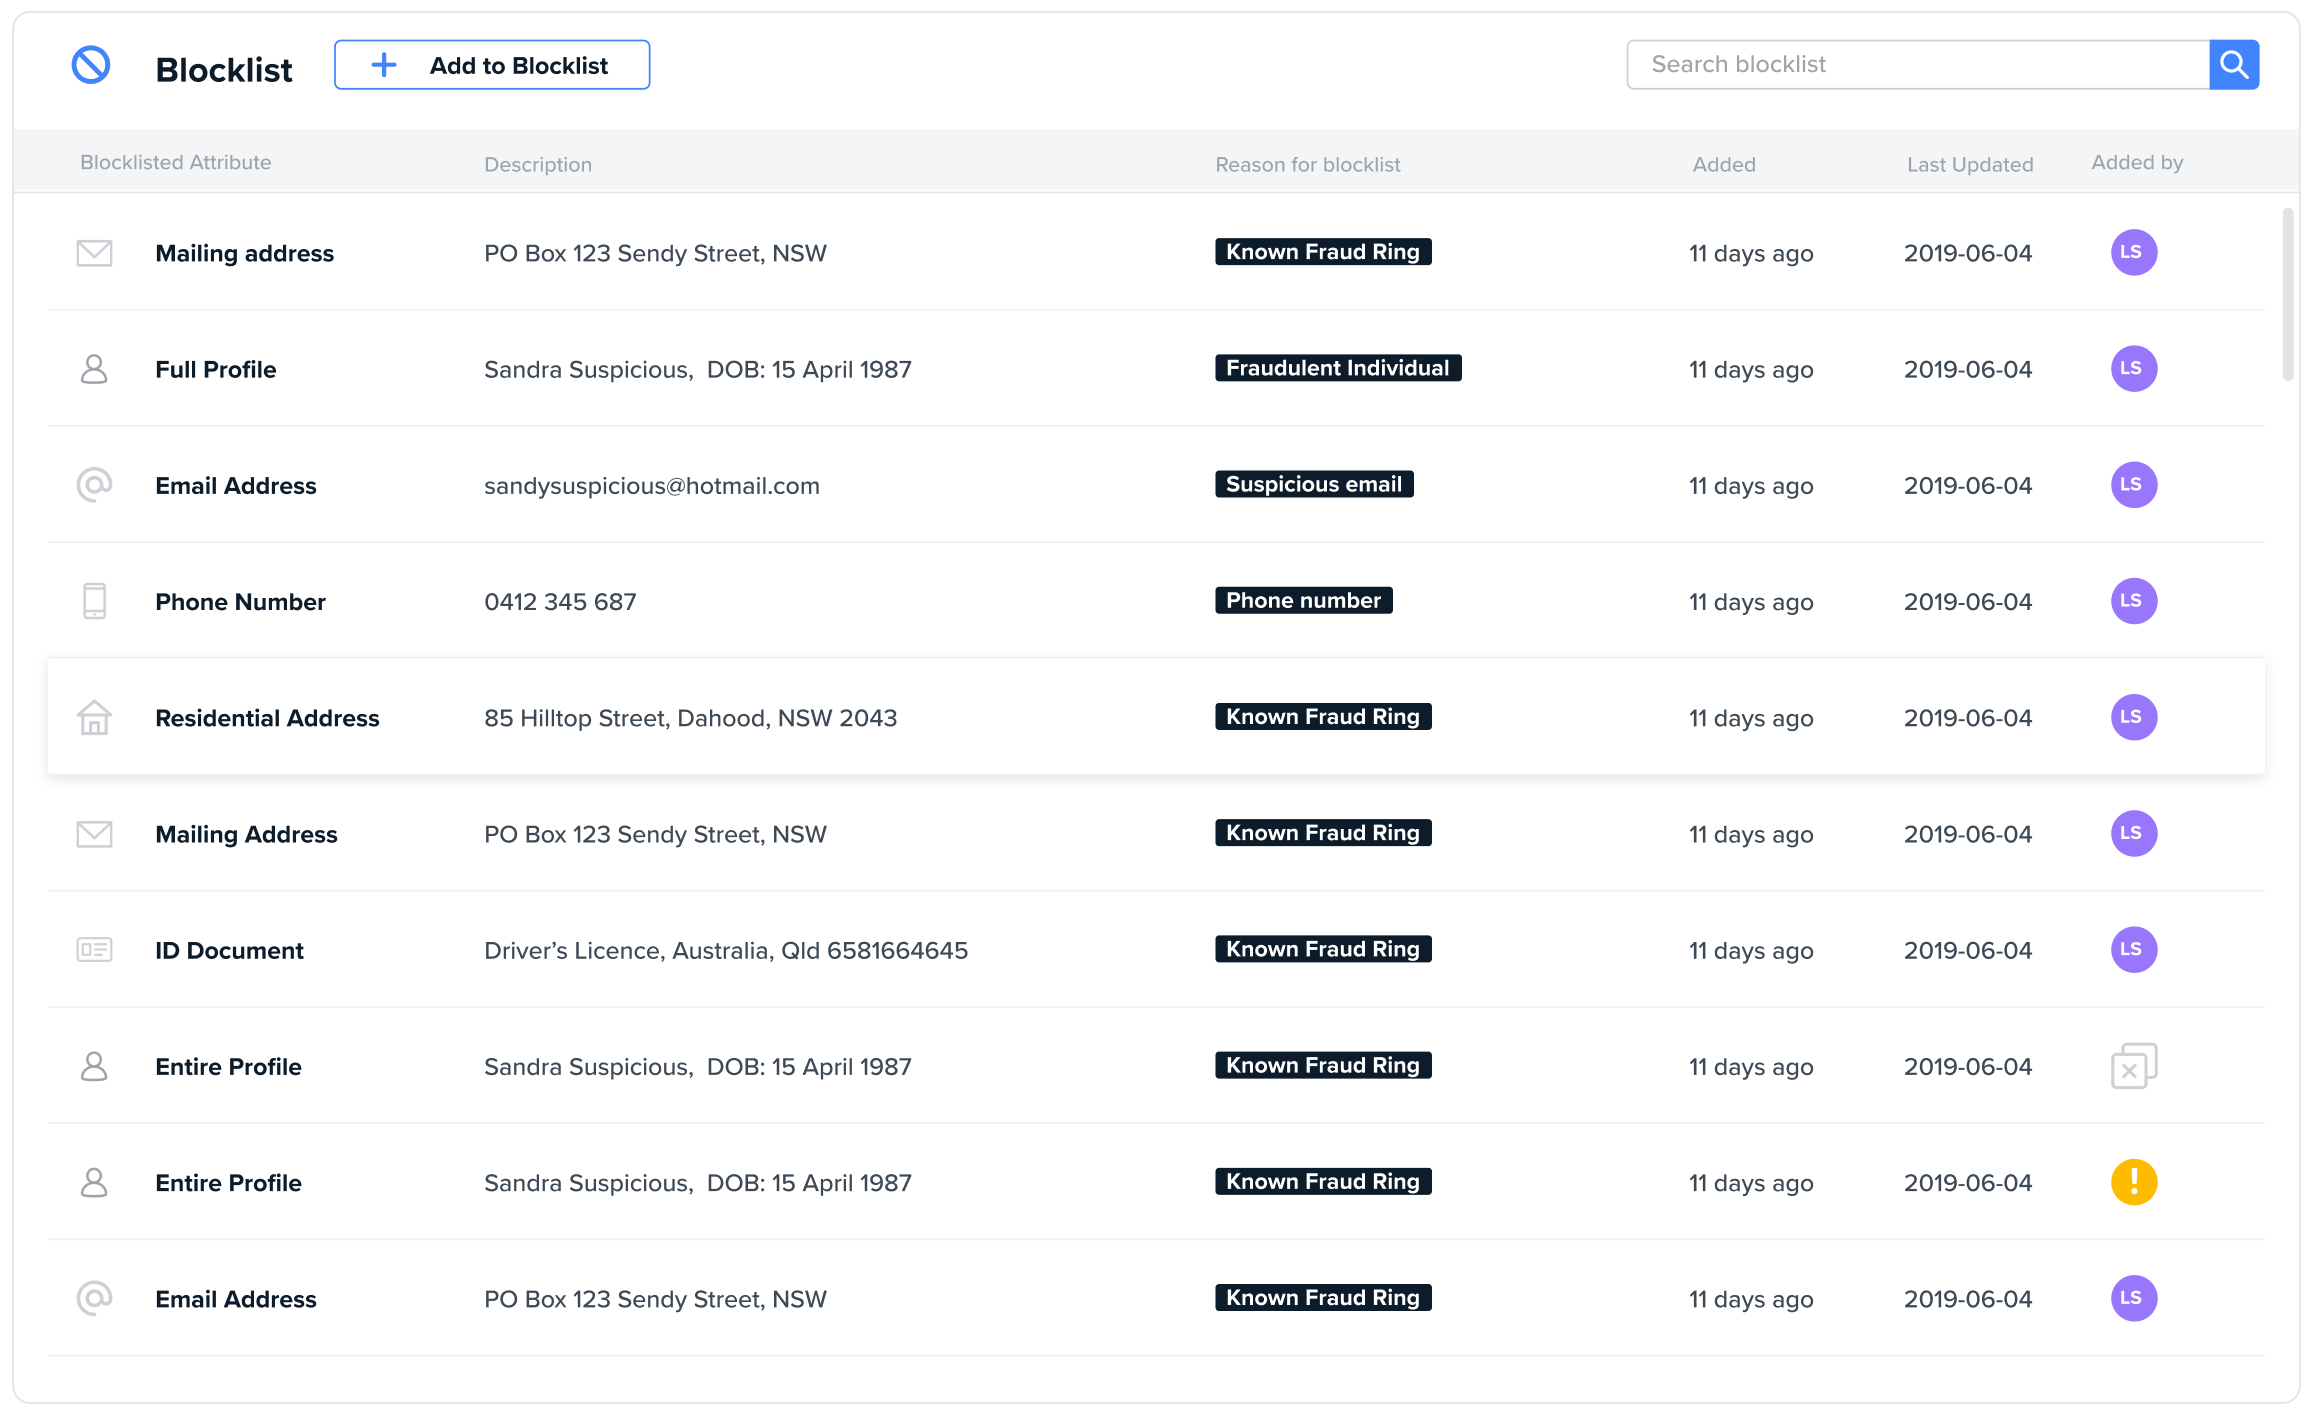 Blocklist
Add to Blocklist
Search blocklist
Blocklisted Attribute Description Reason for blocklist Added Last Updated Added by
Mailing address PO Box 123 Sendy Street, NSW Known Fraud Ring 11 days ago 2019-06-04 LS
Full Profile Sandra Suspicious, DOB: 15 April 1987 Fraudulent Individual 11 days ago 2019-06-04 LS
Email Address sandysuspicious@hotmail.com Suspicious email 11 days ago 2019-06-04 LS
Phone Number 0412 345 687 Phone number 11 days ago 2019-06-04 LS
Residential Address 85 Hilltop Street, Dahood, NSW 2043 Known Fraud Ring 11 days ago 2019-06-04 LS
Mailing Address PO Box 123 Sendy Street, NSW Known Fraud Ring 11 days ago 2019-06-04 LS
ID Document Driver’s Licence, Australia, Qld 6581664645 Known Fraud Ring 11 days ago 2019-06-04 LS
Entire Profile Sandra Suspicious, DOB: 15 April 1987 Known Fraud Ring 11 days ago 2019-06-04
Entire Profile Sandra Suspicious, DOB: 15 April 1987 Known Fraud Ring 11 days ago 2019-06-04
Email Address PO Box 123 Sendy Street, NSW Known Fraud Ring 11 days ago 2019-06-04 LS